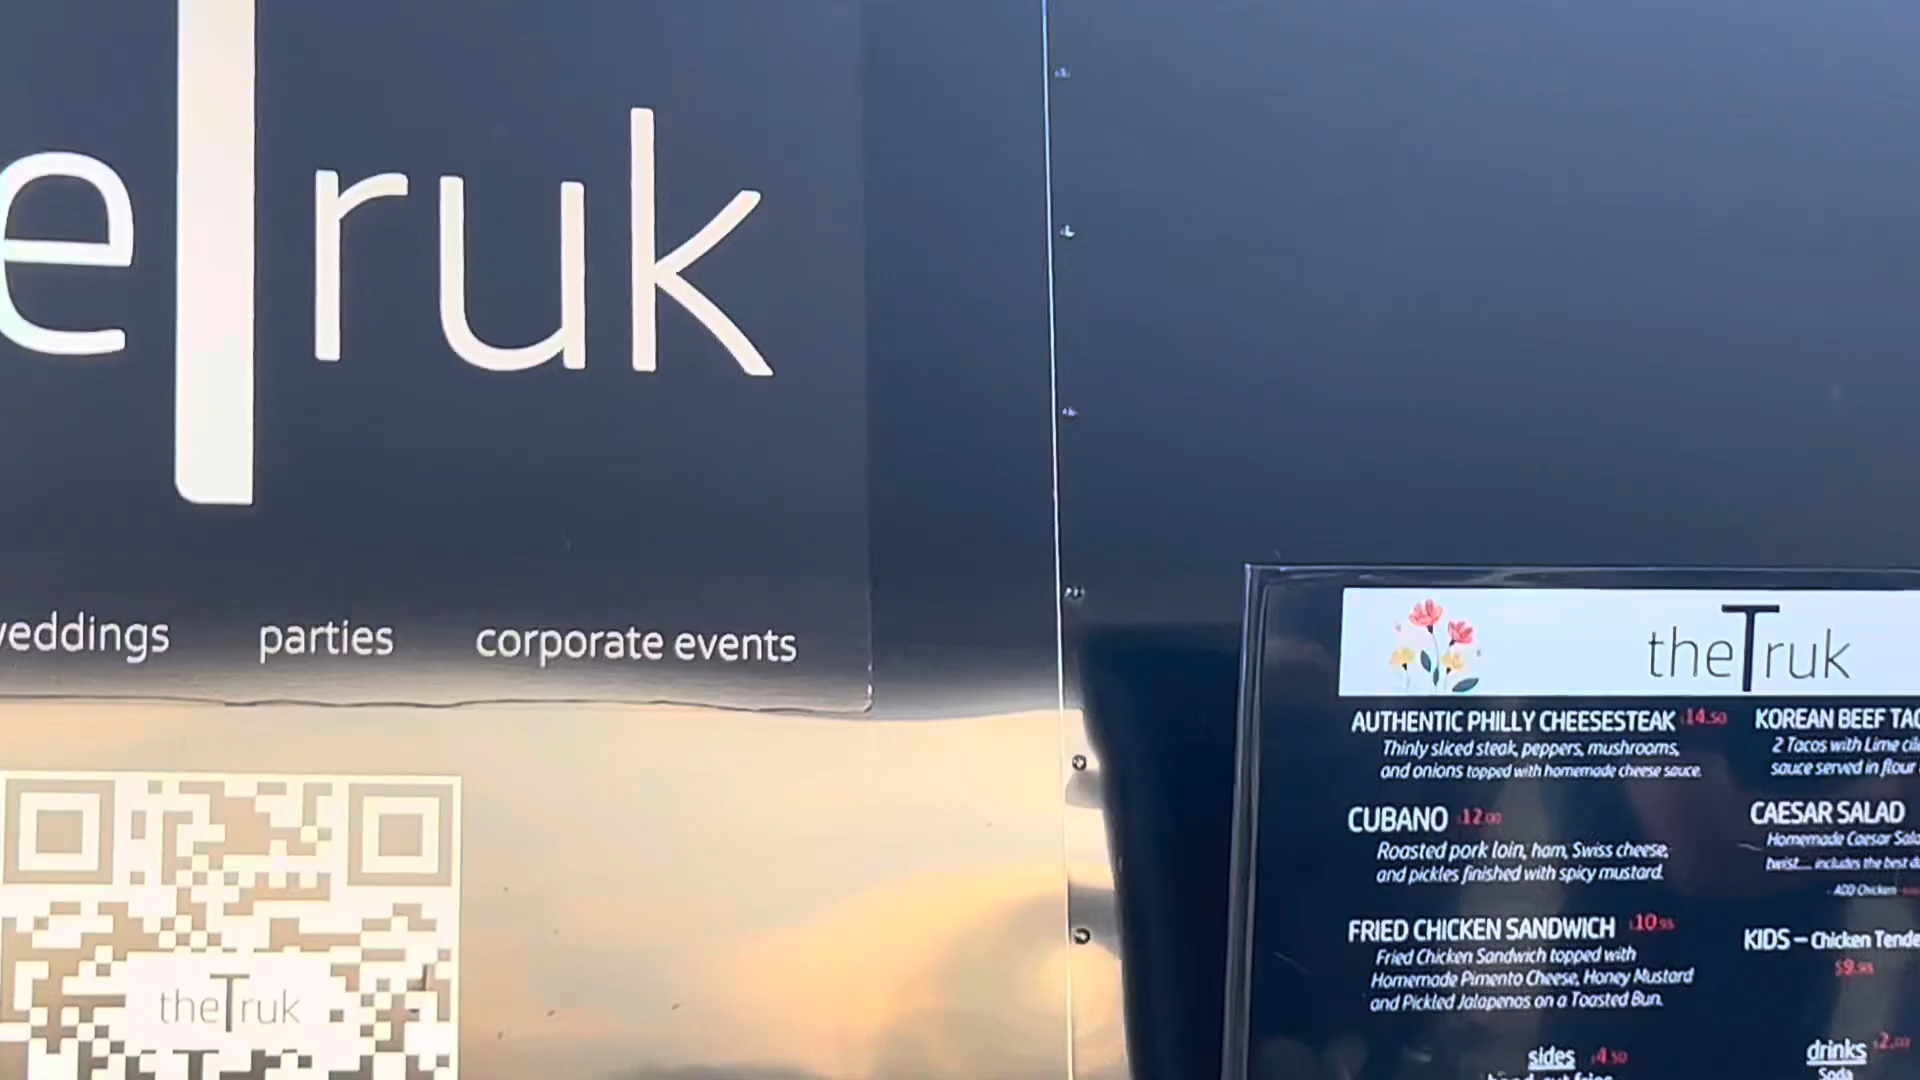 eTruk
weddings parties corporate events
theTruk
theTruk
AUTHENTIC PHILLY CHEESESTEAK $14.50
Thinly sliced steak, peppers, mushrooms,
and onions topped with homemade cheese sauce.
CUBANO $12.00
Roasted pork loin, ham, Swiss cheese,
and pickles finished with spicy mustard.
FRIED CHICKEN SANDWICH $10.95
Fried Chicken Sandwich topped with
Homemade Pimento Cheese, Honey Mustard
and Pickled Jalapenos on a Toasted Bun.
sides $4.50
hand-cut fries
KOREAN BEEF TAC
2 Tacos with Lime cil
sauce served in flour
CAESAR SALAD
Homemade Caesar Sala
twist... includes the best d
- ADD Chicken
KIDS – Chicken Tende
$9.95
drinks $2.00
Soda